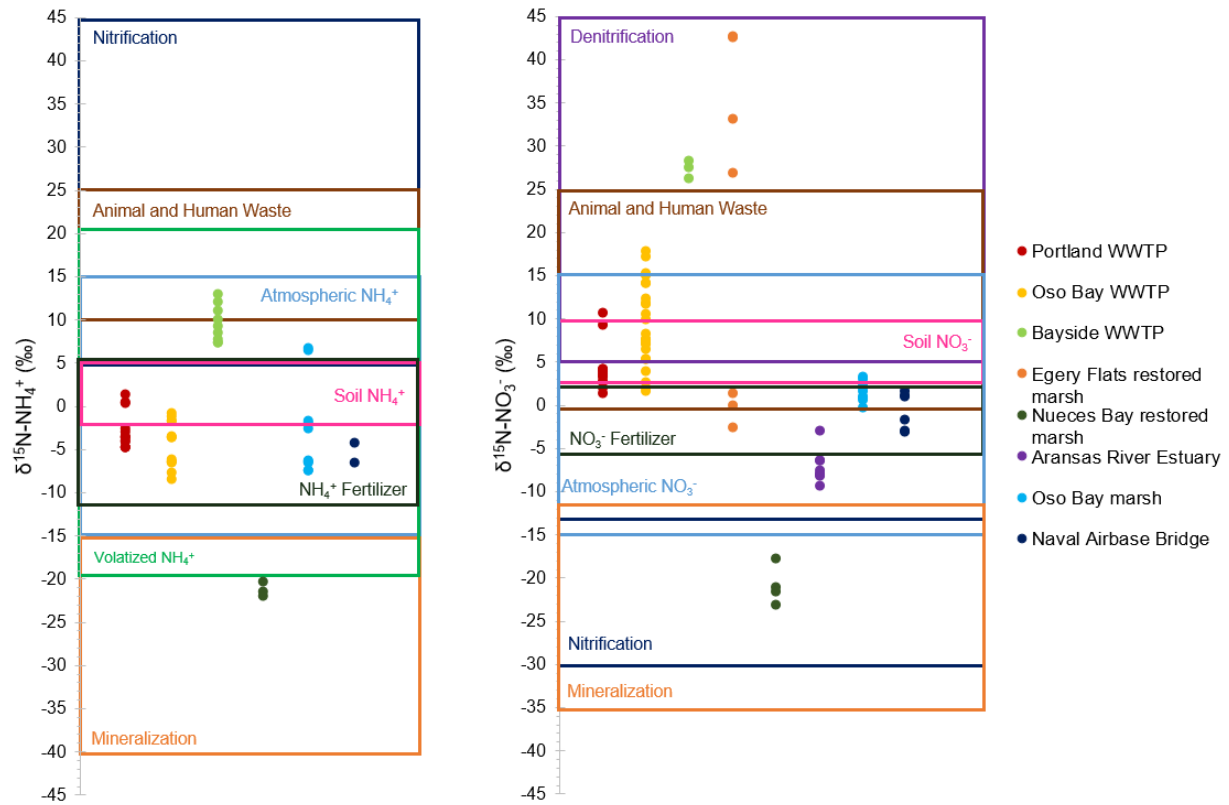 δ¹⁵N-NH₄⁺ (‰)
45
40
35
30
25
20
15
10
5
0
-5
-10
-15
-20
-25
-30
-35
-40
-45
Nitrification
Animal and Human Waste
Atmospheric NH₄⁺
Soil NH₄⁺
NH₄⁺ Fertilizer
Volatized NH₄⁺
Mineralization
δ¹⁵N-NO₃⁻ (‰)
45
40
35
30
25
20
15
10
5
0
-5
-10
-15
-20
-25
-30
-35
-40
-45
Denitrification
Animal and Human Waste
Soil NO₃⁻
NO₃⁻ Fertilizer
Atmospheric NO₃⁻
Nitrification
Mineralization
Portland WWTP
Oso Bay WWTP
Bayside WWTP
Egery Flats restored
marsh
Nueces Bay restored
marsh
Aransas River Estuary
Oso Bay marsh
Naval Airbase Bridge